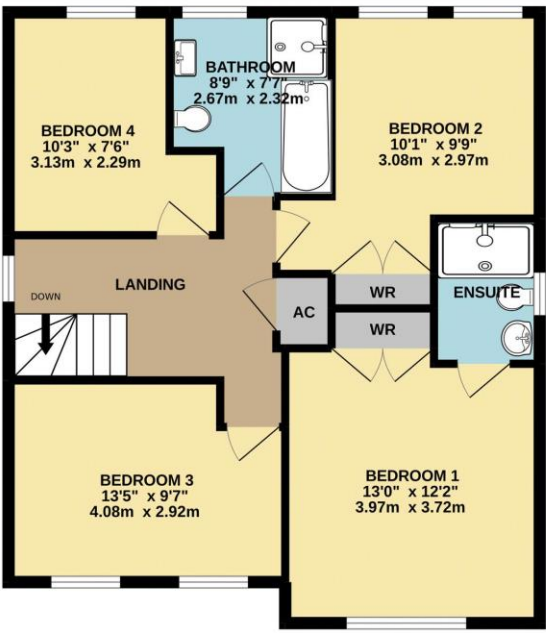 BATHROOM
8'9" x 7'7"
2.67m x 2.32m
BEDROOM 4
10'3" x 7'6"
3.13m x 2.29m
BEDROOM 2
10'1" x 9'9"
3.08m x 2.97m
LANDING
DOWN
AC
WR
WR
ENSUITE
BEDROOM 3
13'5" x 9'7"
4.08m x 2.92m
BEDROOM 1
13'0" x 12'2"
3.97m x 3.72m